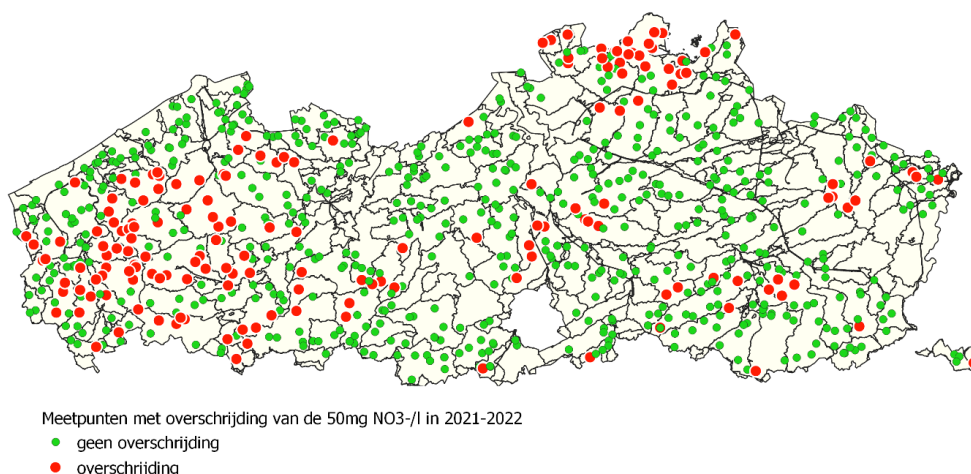 Meetpunten met overschrijding van de 50mg NO3-/l in 2021-2022
geen overschrijding
overschrijding